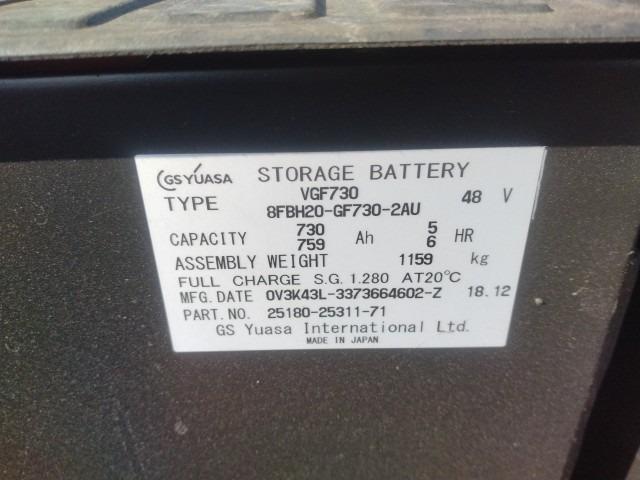 GS YUASA STORAGE BATTERY
TYPE VGF730 48 V
8FBH20-GF730-2AU
CAPACITY 730 Ah 5 HR
759 6
ASSEMBLY WEIGHT 1159 kg
FULL CHARGE S.G. 1.280 AT20°C
MFG. DATE 0V3K43L-3373664602-Z 18.12
PART. NO. 25180-25311-71
GS Yuasa International Ltd.
MADE IN JAPAN